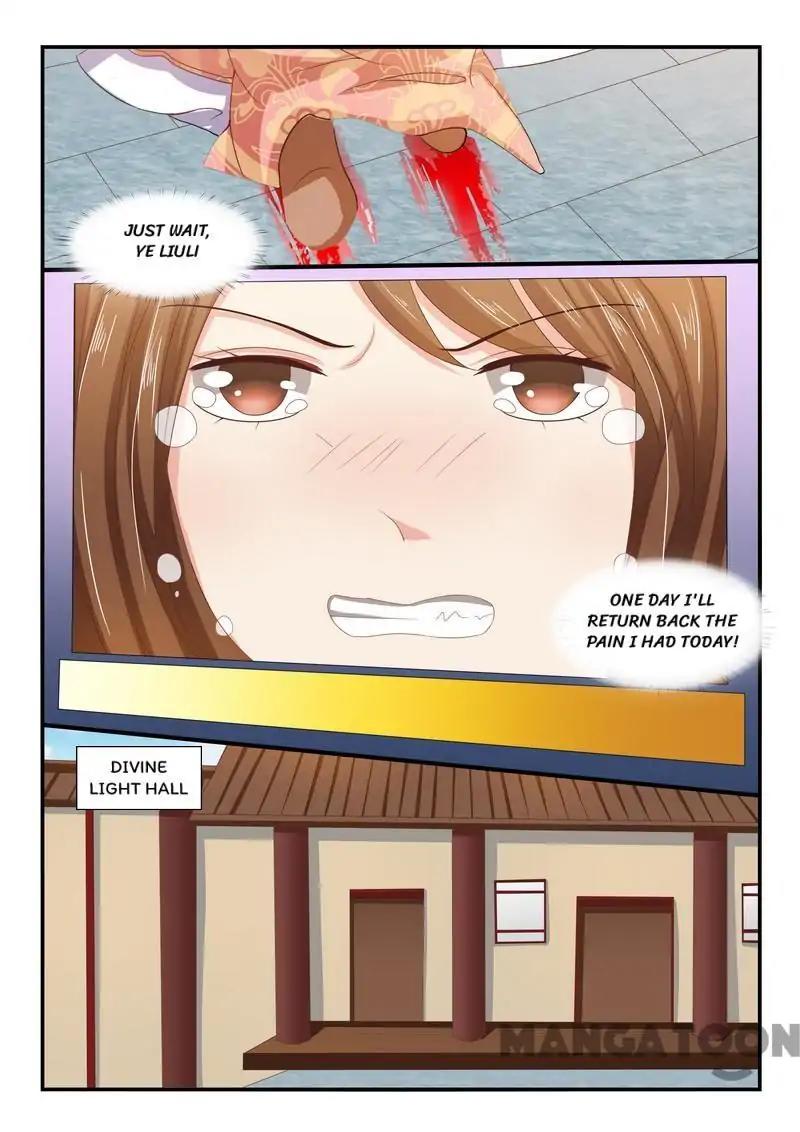 JUST WAIT,
YE LIULI
ONE DAY I'LL
RETURN BACK THE
PAIN I HAD TODAY!
DIVINE
LIGHT HALL
MANGATOON